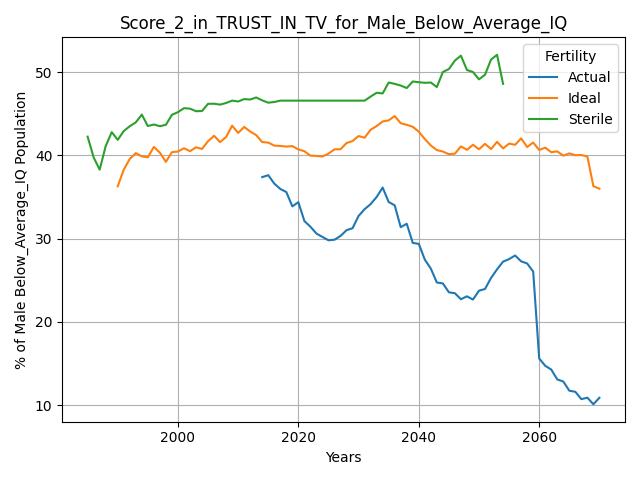 Score_2_in_TRUST_IN_TV_for_Male_Below_Average_IQ
% of Male Below_Average_IQ Population
50
40
30
20
10
Fertility
Actual
Ideal
Sterile
2000 2020 2040 2060
Years